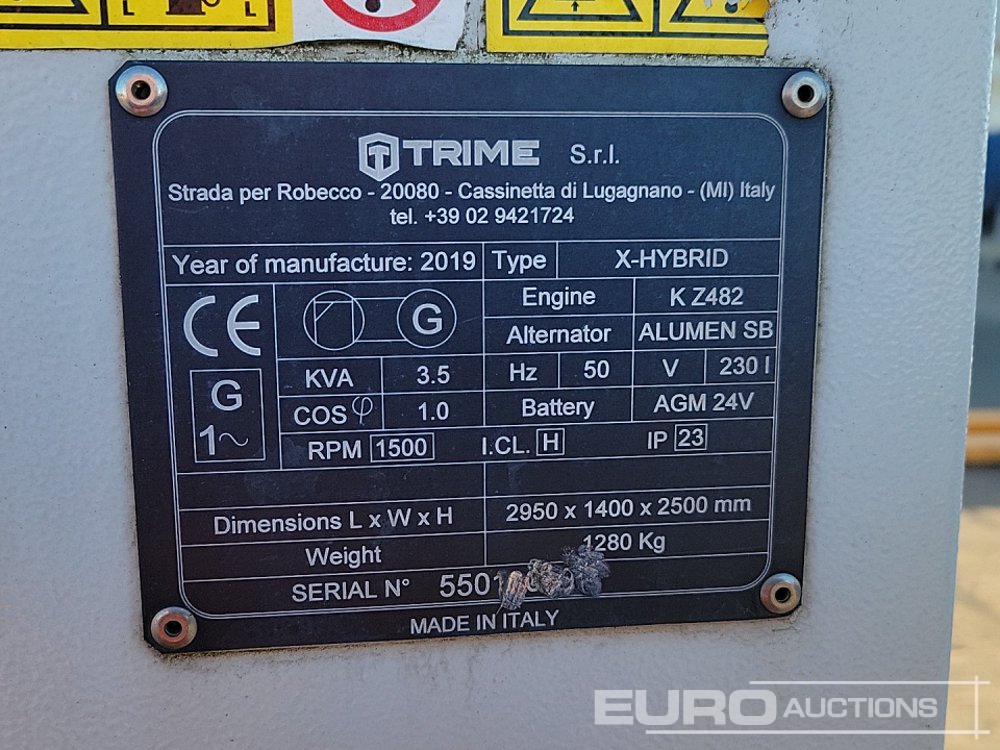 L L
TRIME S.r.l.
Strada per Robecco - 20080 - Cassinetta di Lugagnano - (MI) Italy
tel. +39 02 9421724
Year of manufacture: 2019 Type X-HYBRID
CE G Engine K Z482
Alternator ALUMEN SB
KVA 3.5 Hz 50 V 230 I
G COS φ 1.0 Battery AGM 24V
1~ RPM 1500 I.CL. H IP 23
Dimensions L x W x H 2950 x 1400 x 2500 mm
Weight 1280 Kg
SERIAL N°
MADE IN ITALY
EURO AUCTIONS